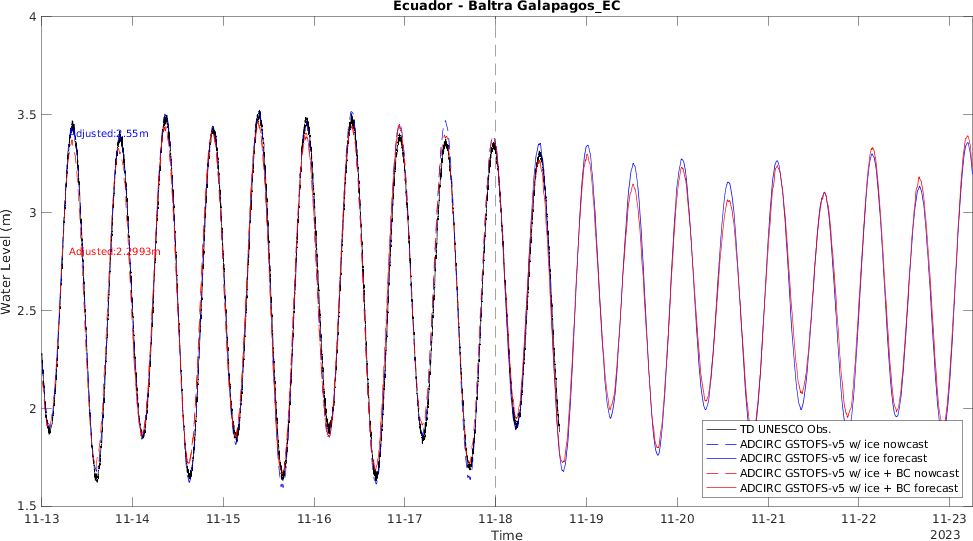 Ecuador - Baltra Galapagos_EC
4
3.5
3
2.5
2
1.5
Water Level (m)
Adjusted:2.55m
Adjusted:2.2993m
TD UNESCO Obs.
ADCIRC GSTOFS-v5 w/ ice nowcast
ADCIRC GSTOFS-v5 w/ ice forecast
ADCIRC GSTOFS-v5 w/ ice + BC nowcast
ADCIRC GSTOFS-v5 w/ ice + BC forecast
11-13 11-14 11-15 11-16 11-17 11-18 11-19 11-20 11-21 11-22 11-23
Time
2023